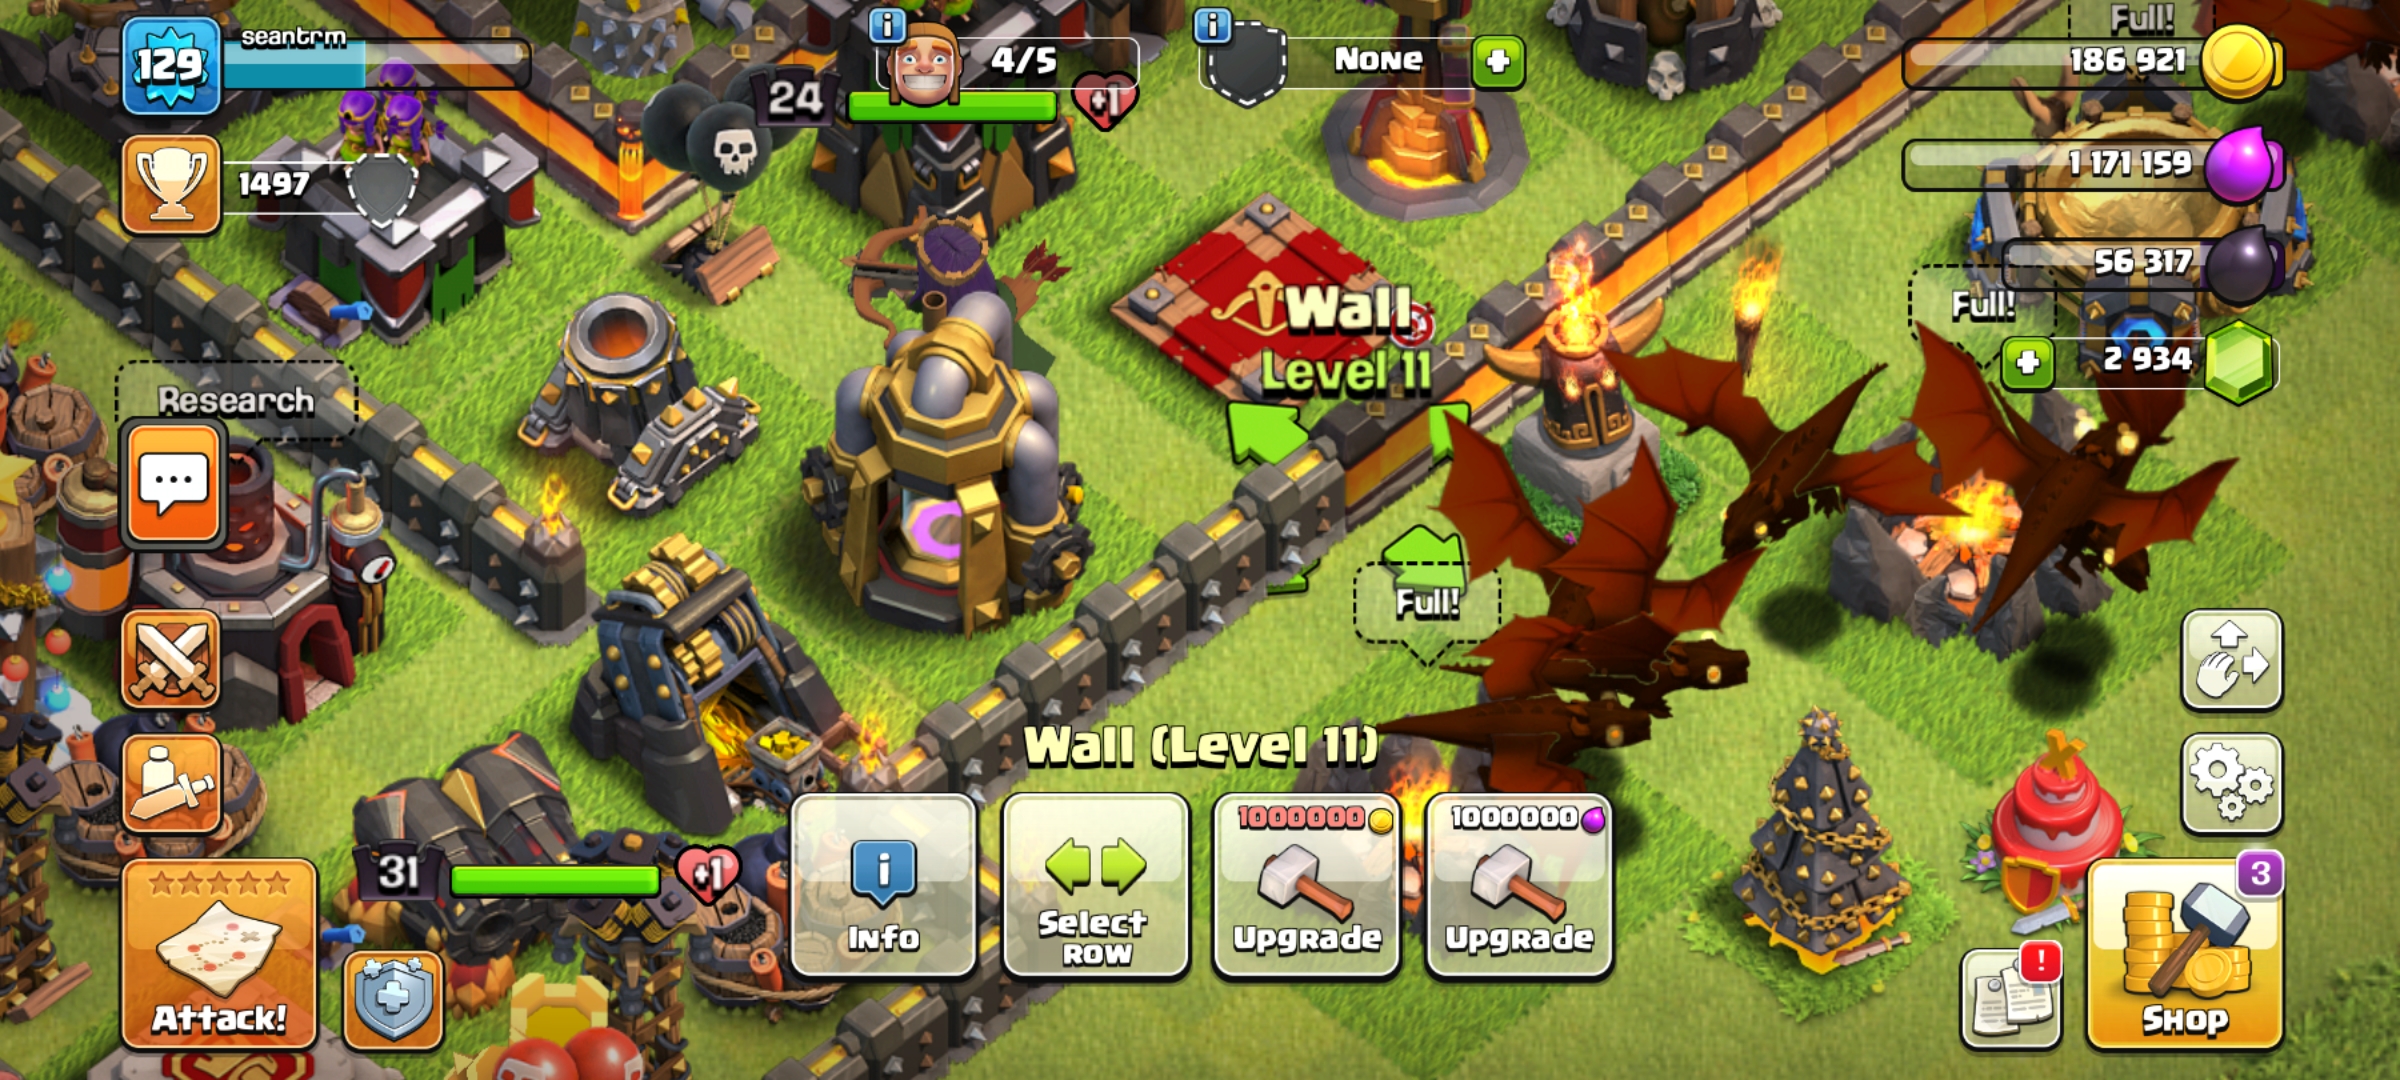 Full!
129
seantrm
4/5
None
186 921
24
+1
1497
1 171 159
56 317
Wall
Level 11
Full!
2 934
Research
Full!
Wall (Level 11)
1000000
1000000
31
+1
3
Info
Select
Row
Upgrade
Upgrade
Attack!
!
Shop